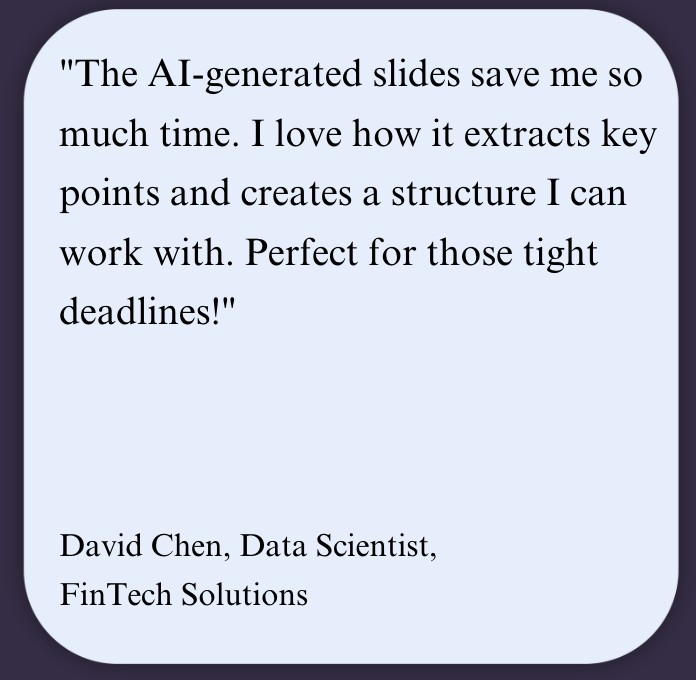 "The AI-generated slides save me so
much time. I love how it extracts key
points and creates a structure I can
work with. Perfect for those tight
deadlines!"
David Chen, Data Scientist,
FinTech Solutions